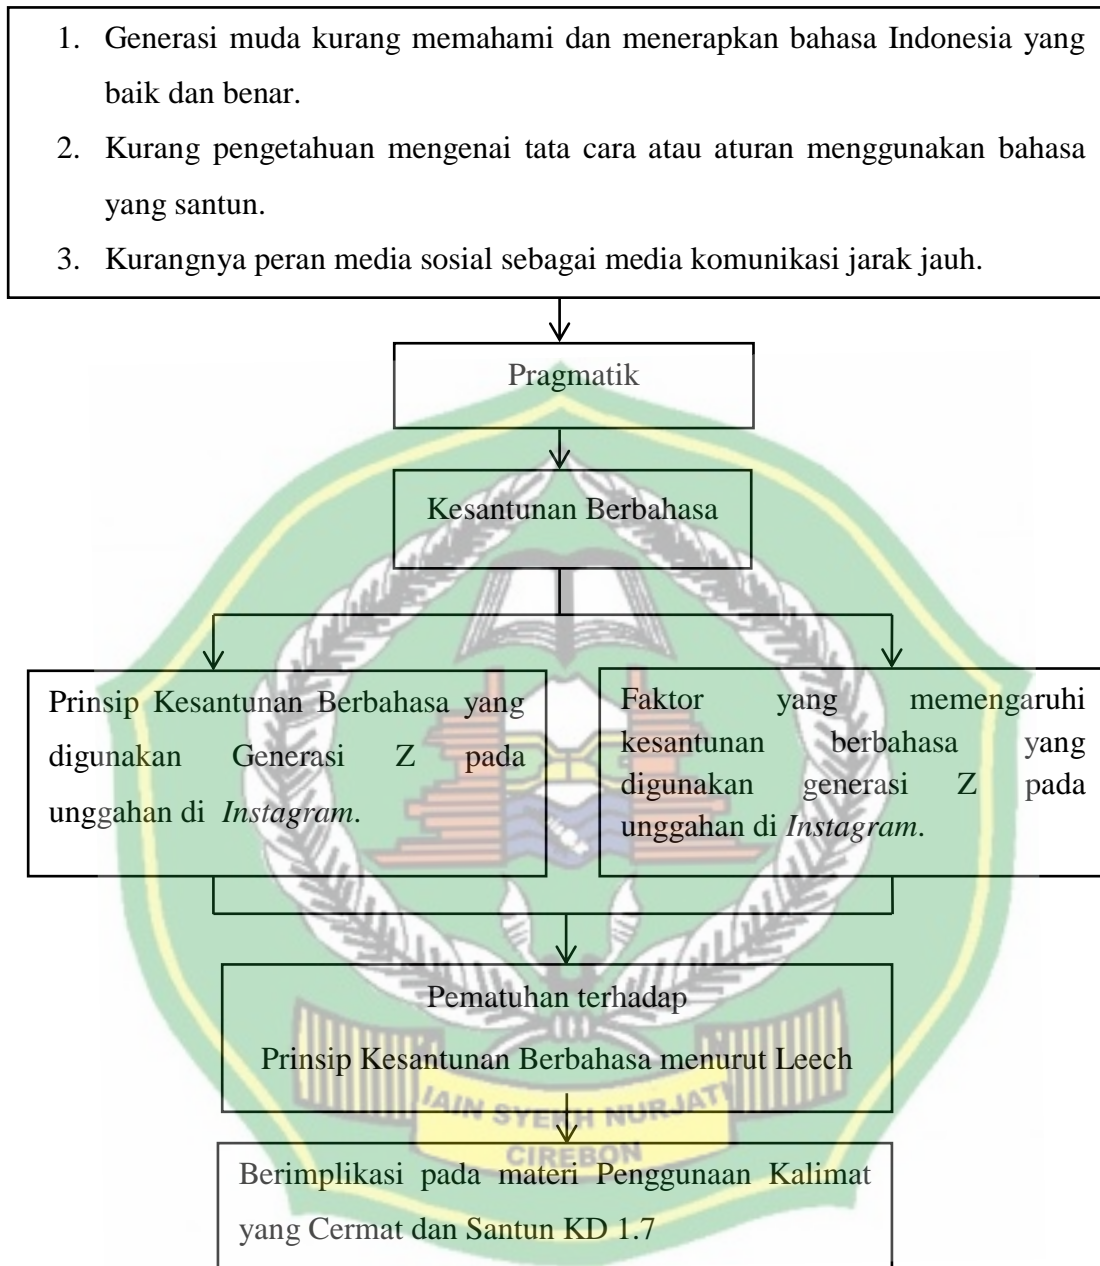 1. Generasi muda kurang memahami dan menerapkan bahasa Indonesia yang
baik dan benar.
2. Kurang pengetahuan mengenai tata cara atau aturan menggunakan bahasa
yang santun.
3. Kurangnya peran media sosial sebagai media komunikasi jarak jauh.
Pragmatik
Kesantunan Berbahasa
Prinsip Kesantunan Berbahasa yang
digunakan Generasi Z pada
unggahan di Instagram.
Faktor yang memengaruhi
kesantunan berbahasa yang
digunakan generasi Z pada
unggahan di Instagram.
Pematuhan terhadap
Prinsip Kesantunan Berbahasa menurut Leech
IAIN SYEKH NURJATI
CIREBON
Berimplikasi pada materi Penggunaan Kalimat
yang Cermat dan Santun KD 1.7